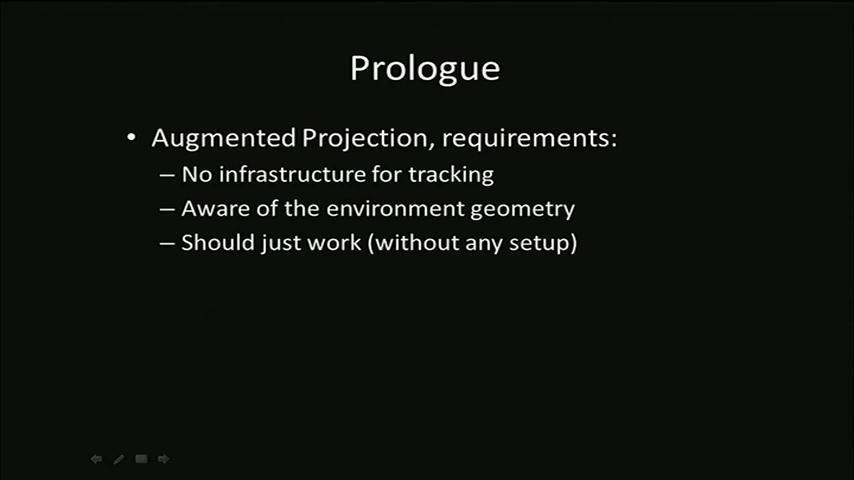 Prologue
• Augmented Projection, requirements:
– No infrastructure for tracking
– Aware of the environment geometry
– Should just work (without any setup)